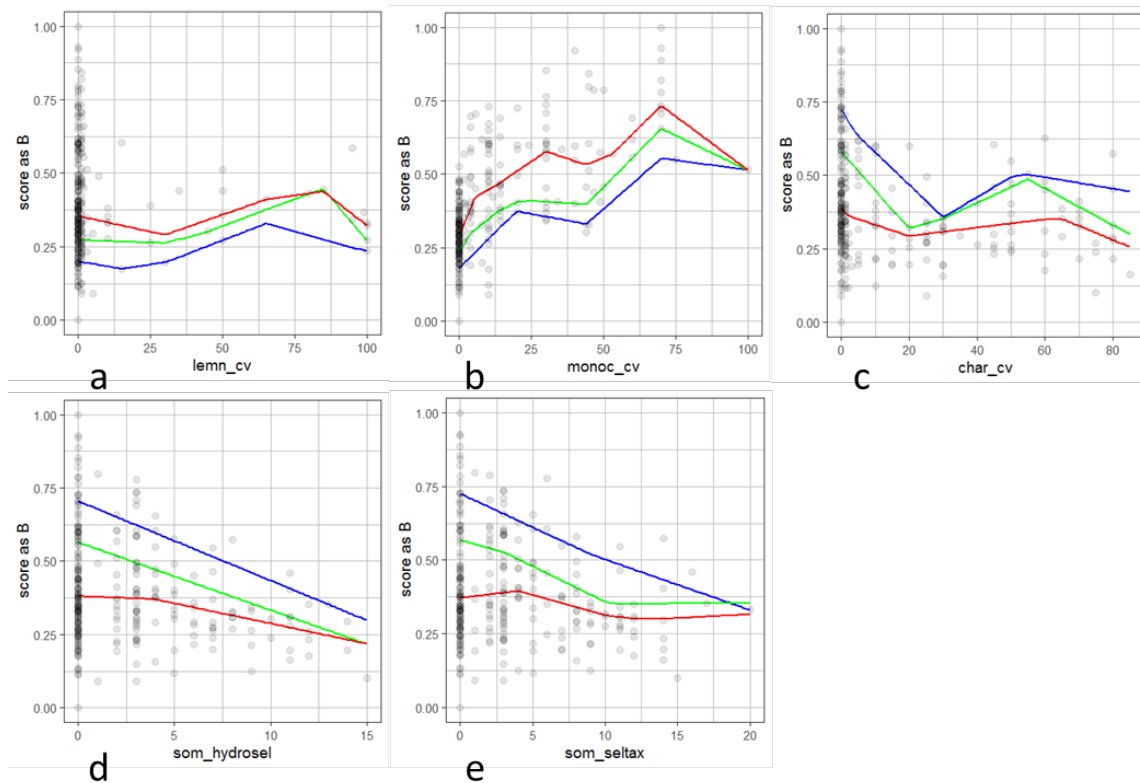 1.00
0.75
0.50
0.25
0.00
score as B
0 25 50 75 100
lemn_cv
a
1.00
0.75
0.50
0.25
0.00
score as B
0 25 50 75 100
monoc_cv
b
1.00
0.75
0.50
0.25
0.00
score as B
0 20 40 60 80
char_cv
c
1.00
0.75
0.50
0.25
0.00
score as B
0 5 10 15
som_hydrosel
d
1.00
0.75
0.50
0.25
0.00
score as B
0 5 10 15 20
som_seltax
e